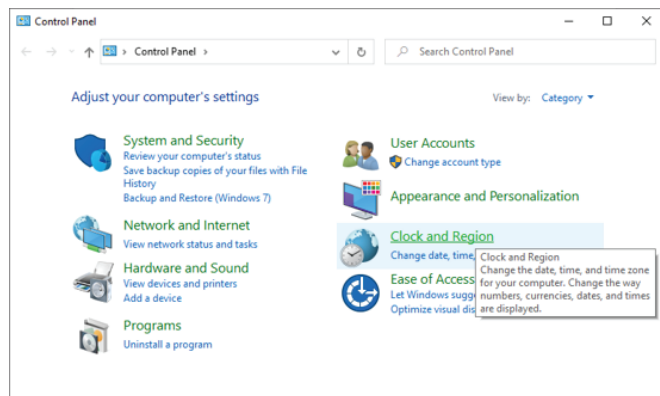 Control Panel
Control Panel
Search Control Panel
Adjust your computer's settings
View by: Category
System and Security
Review your computer's status
Save backup copies of your files with File
History
Backup and Restore (Windows 7)
Network and Internet
View network status and tasks
Hardware and Sound
View devices and printers
Add a device
Programs
Uninstall a program
User Accounts
Change account type
Appearance and Personalization
Clock and Region
Change date, time,
Ease of Access
Let Windows sugg
Optimize visual dis
Clock and Region
Change the date, time, and time zone
for your computer. Change the way
numbers, currencies, dates, and times
are displayed.